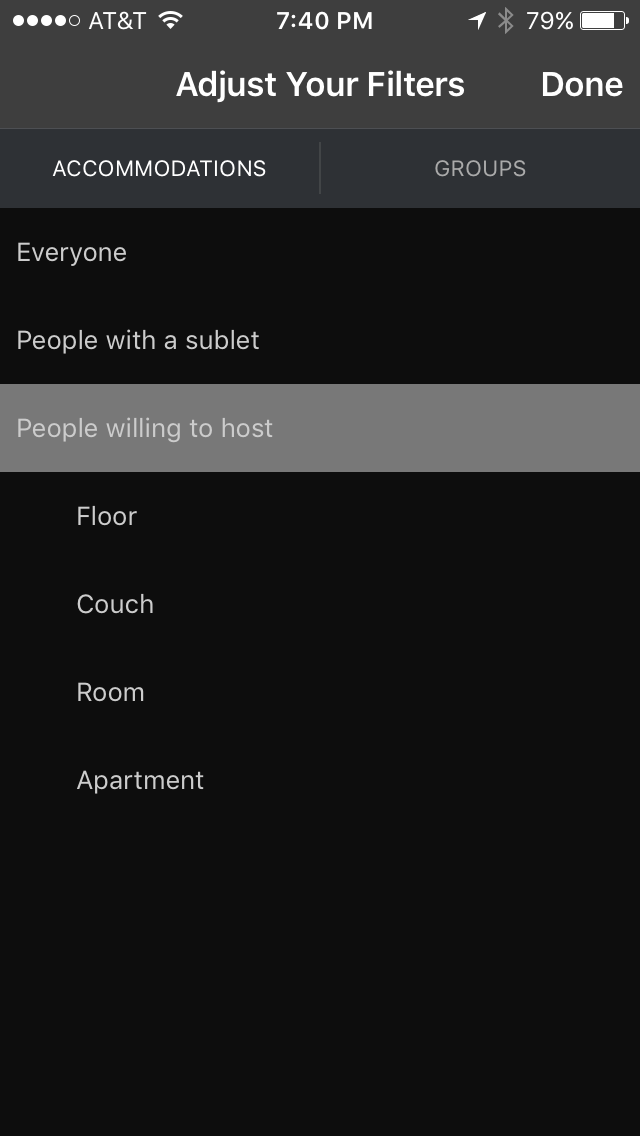 AT&T 7:40 PM 79%
Adjust Your Filters Done
ACCOMMODATIONS GROUPS
Everyone
People with a sublet
People willing to host
Floor
Couch
Room
Apartment